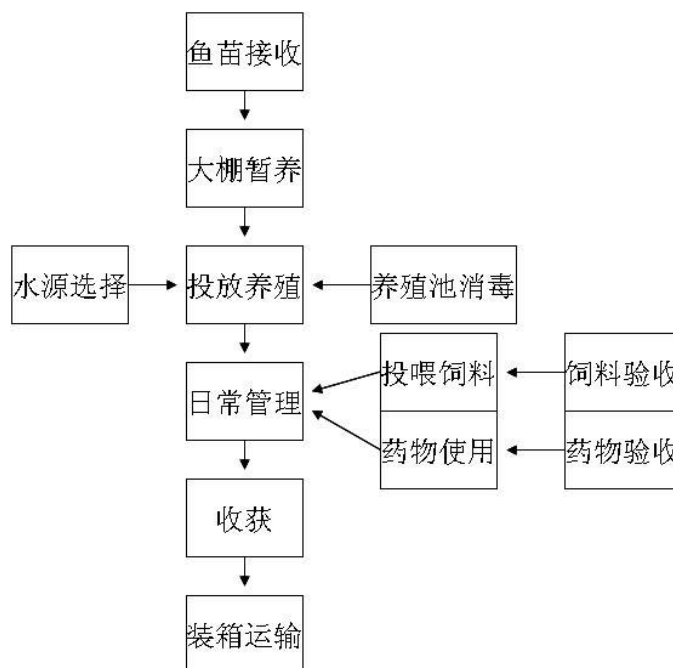 鱼苗接收
大棚暂养
水源选择
投放养殖
养殖池消毒
日常管理
投喂饲料
饲料验收
药物使用
药物验收
收获
装箱运输